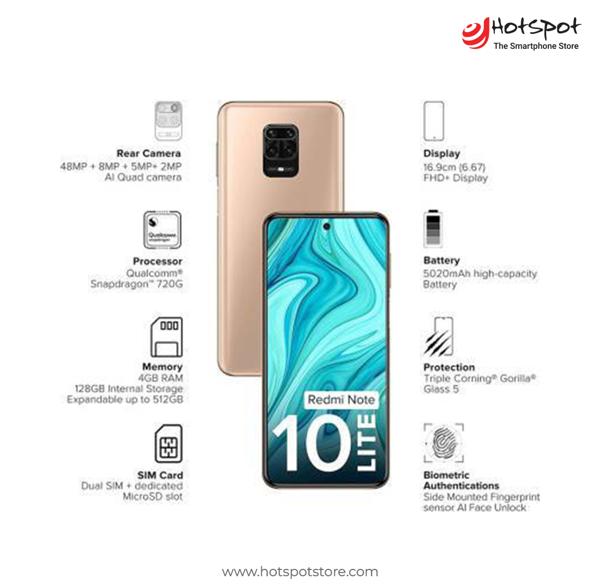 HOTSPOT
The Smartphone Store
Rear Camera
48MP + 8MP + 5MP+ 2MP
AI Quad camera
Qualcomm
snapdragon
Processor
Qualcomm®
Snapdragon™ 720G
Memory
4GB RAM
128GB Internal Storage
Expandable up to 512GB
SIM Card
Dual SIM + dedicated
MicroSD slot
Redmi Note
10 LITE
Display
16.9cm (6.67)
FHD+ Display
Battery
5020mAh high-capacity
Battery
Protection
Triple Corning® Gorilla®
Glass 5
Biometric
Authentications
Side Mounted Fingerprint
sensor AI Face Unlock
www.hotspotstore.com